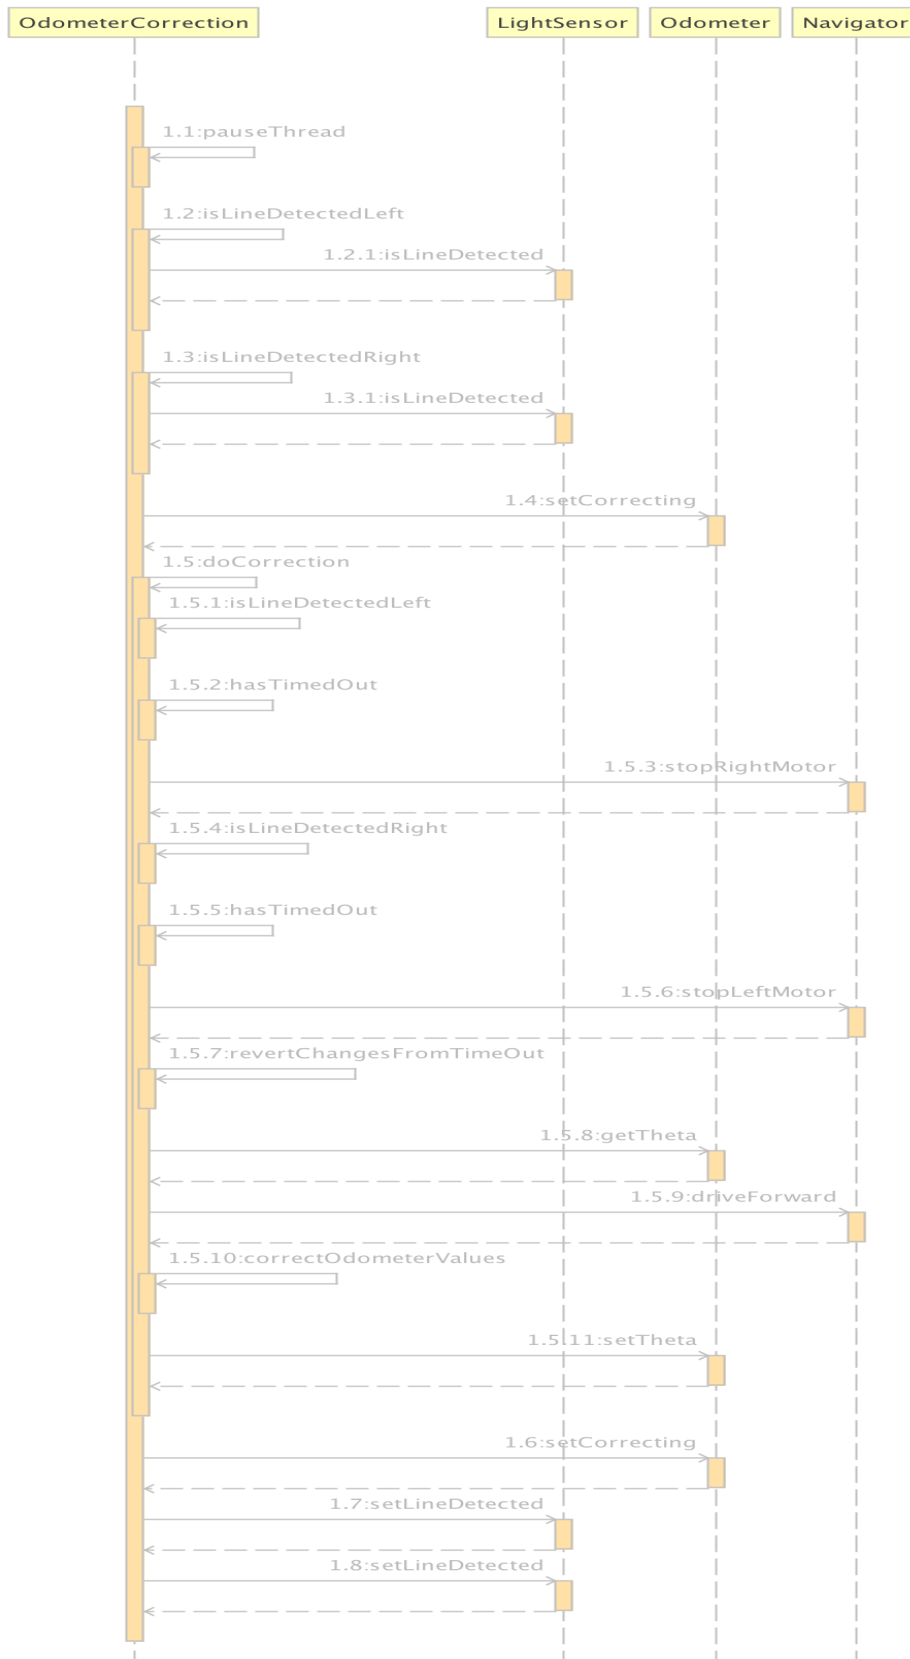 OdometerCorrection LightSensor Odometer Navigator
1.1:pauseThread
1.2:isLineDetectedLeft
1.2.1:isLineDetected
1.3:isLineDetectedRight
1.3.1:isLineDetected
1.4:setCorrecting
1.5:doCorrection
1.5.1:isLineDetectedLeft
1.5.2:hasTimedOut
1.5.3:stopRightMotor
1.5.4:isLineDetectedRight
1.5.5:hasTimedOut
1.5.6:stopLeftMotor
1.5.7:revertChangesFromTimeOut
1.5.8:getTheta
1.5.9:driveForward
1.5.10:correctOdometerValues
1.5.11:setTheta
1.6:setCorrecting
1.7:setLineDetected
1.8:setLineDetected